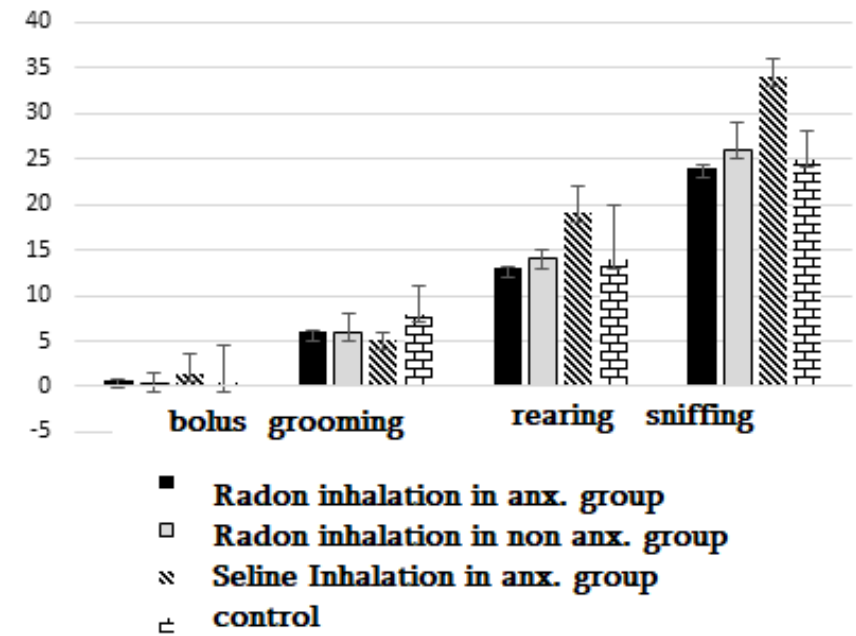 40
35
30
25
20
15
10
5
0
-5
bolus grooming rearing sniffing
Radon inhalation in anx. group
Radon inhalation in non anx. group
Seline Inhalation in anx. group
control